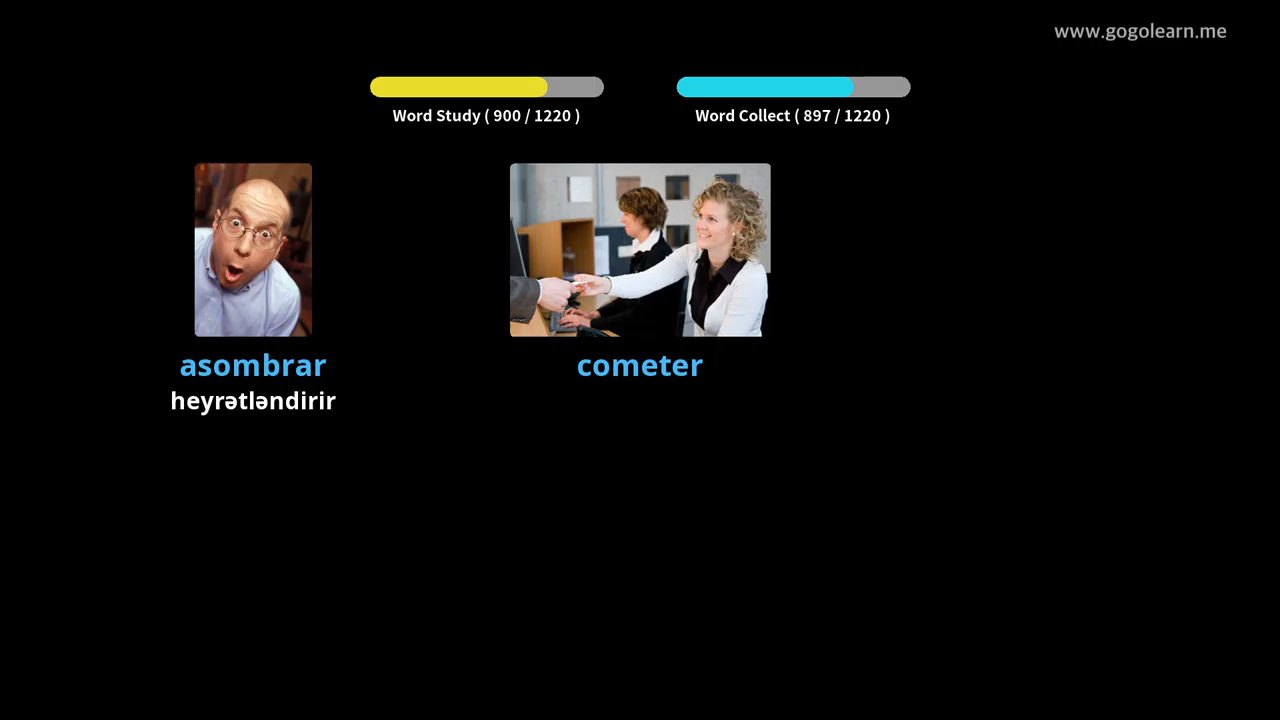 www.gogolearn.me
Word Study ( 900 / 1220 )
Word Collect ( 897 / 1220 )
asombrar
heyrətləndirir
cometer